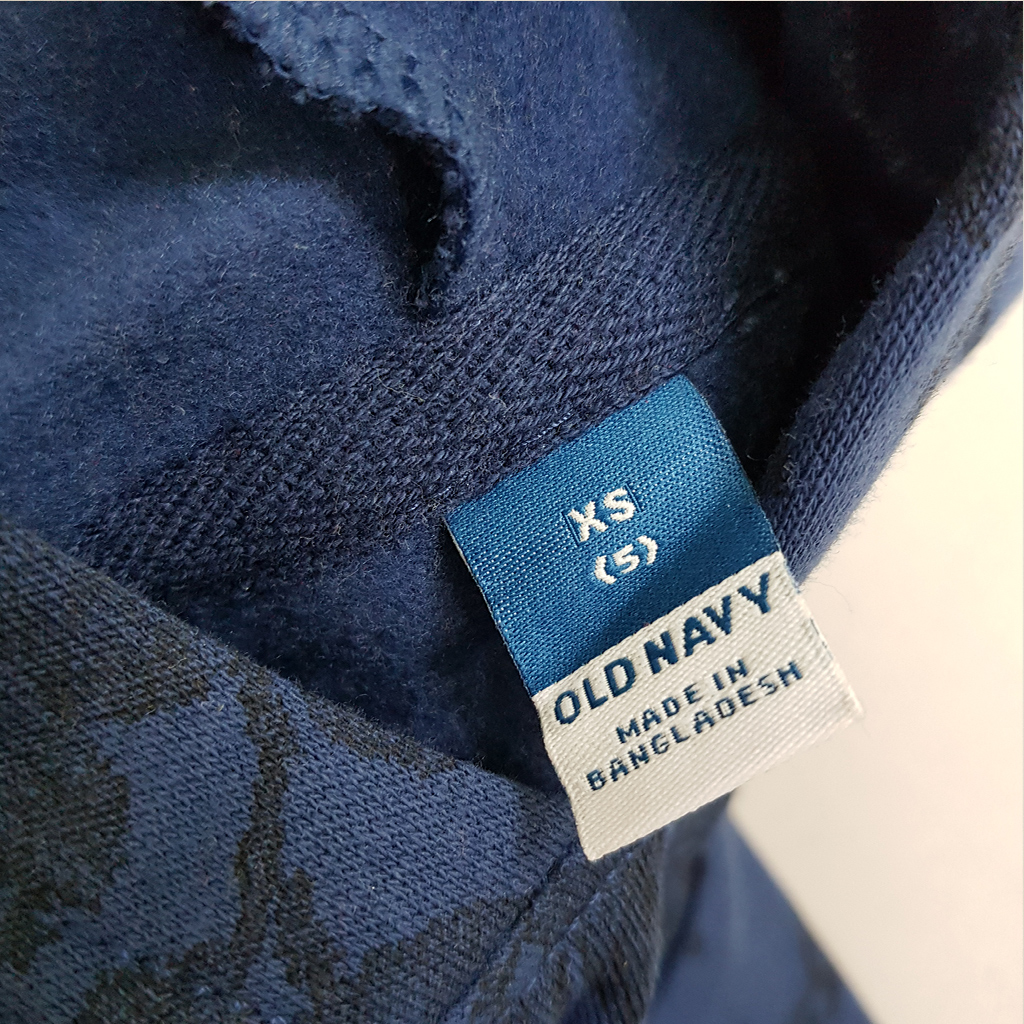 XS
(5)
OLD NAVY
MADE IN
BANGLADESH